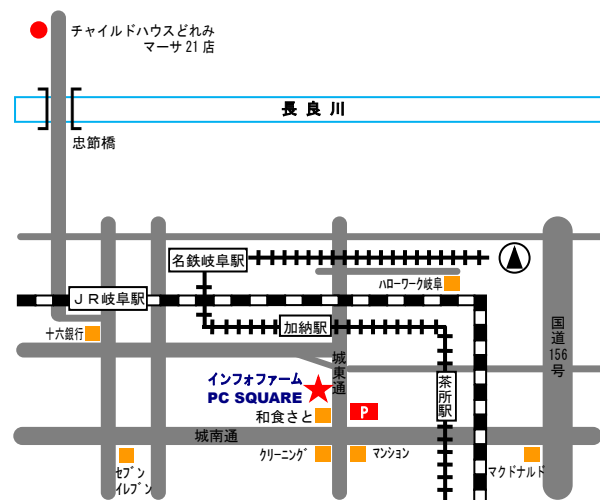 チャイルドハウスどれみ
マーサ21店
長良川
忠節橋
名鉄岐阜駅
ハローワーク岐阜
ＪＲ岐阜駅
加納駅
十六銀行
城東通
国道156号
茶所駅
インフォファーム
PC SQUARE
P
和食さと
城南通
クリーニング
マンション
セブン
イレブン
マクドナルド